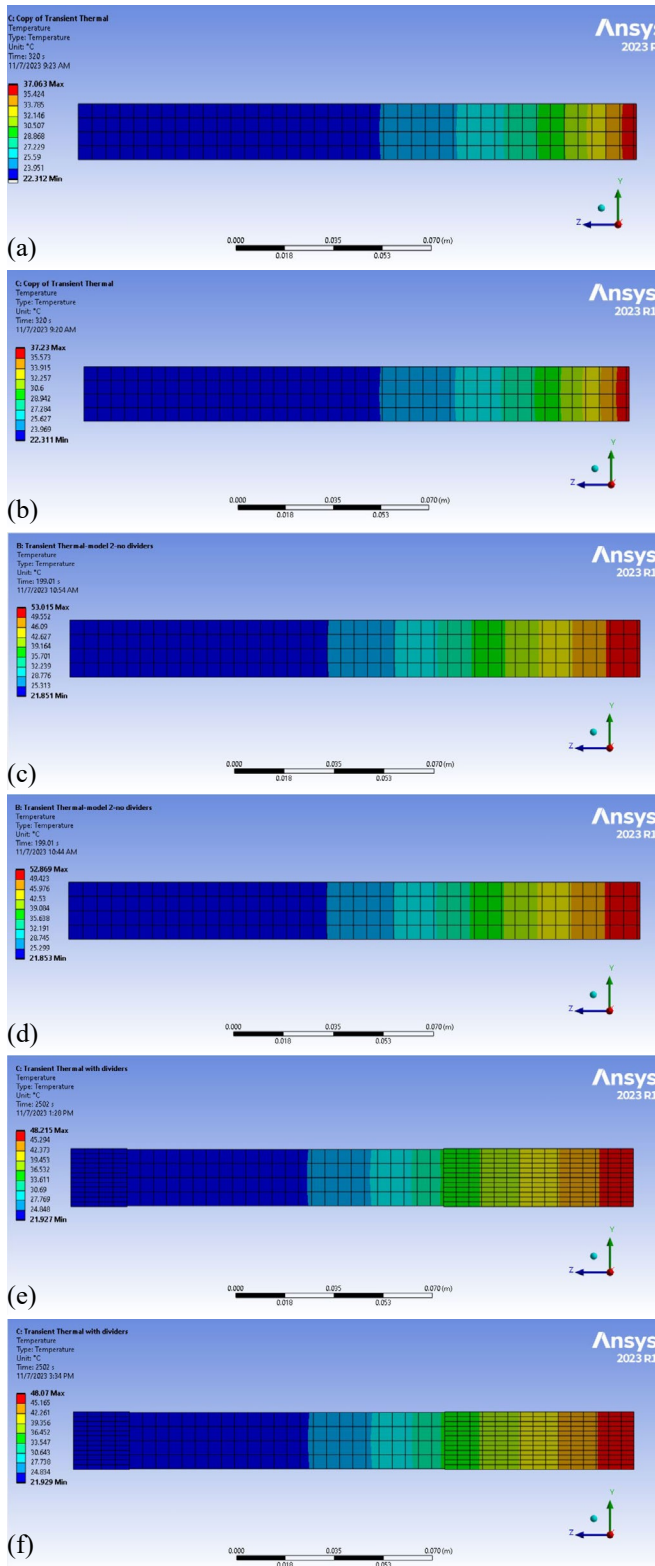 C: Copy of Transient Thermal
Temperature
Type: Temperature
Unit: °C
Time: 320 s
11/7/2023 9:23 AM
Ansys
2023 R
37.063 Max
35.424
33.785
32.146
30.507
28.868
27.229
25.59
23.951
22.312 Min
Y
Z
0.000 0.035 0.070 (m)
0.018 0.053
(a)
C: Copy of Transient Thermal
Temperature
Type: Temperature
Unit: °C
Time: 320 s
11/7/2023 9:20 AM
Ansys
2023 R1
37.23 Max
35.573
33.915
32.257
30.6
28.942
27.284
25.627
23.969
22.311 Min
Y
Z
0.000 0.035 0.070 (m)
0.018 0.053
(b)
B: Transient Thermal-model 2-no dividers
Temperature
Type: Temperature
Unit: °C
Time: 199.01 s
11/7/2023 10:54 AM
Ansys
2023 R1
53.015 Max
49.552
46.09
42.627
39.164
35.701
32.239
28.776
25.313
21.851 Min
Y
Z
0.000 0.035 0.070 (m)
0.018 0.053
(c)
B: Transient Thermal-model 2-no dividers
Temperature
Type: Temperature
Unit: °C
Time: 199.01 s
11/7/2023 10:44 AM
Ansys
2023 R1
52.869 Max
49.423
45.976
42.53
39.084
35.638
32.191
28.745
25.299
21.853 Min
Y
Z
0.000 0.035 0.070 (m)
0.018 0.053
(d)
C: Transient Thermal with dividers
Temperature
Type: Temperature
Unit: °C
Time: 2502 s
11/7/2023 1:28 PM
Ansys
2023 R1
48.215 Max
45.294
42.373
39.453
36.532
33.611
30.69
27.769
24.848
21.927 Min
Y
Z
0.000 0.035 0.070 (m)
0.018 0.053
(e)
C: Transient Thermal with dividers
Temperature
Type: Temperature
Unit: °C
Time: 2502 s
11/7/2023 3:34 PM
Ansys
2023 R1
48.07 Max
45.165
42.261
39.356
36.452
33.547
30.643
27.738
24.834
21.929 Min
Y
Z
0.000 0.035 0.070 (m)
0.018 0.053
(f)